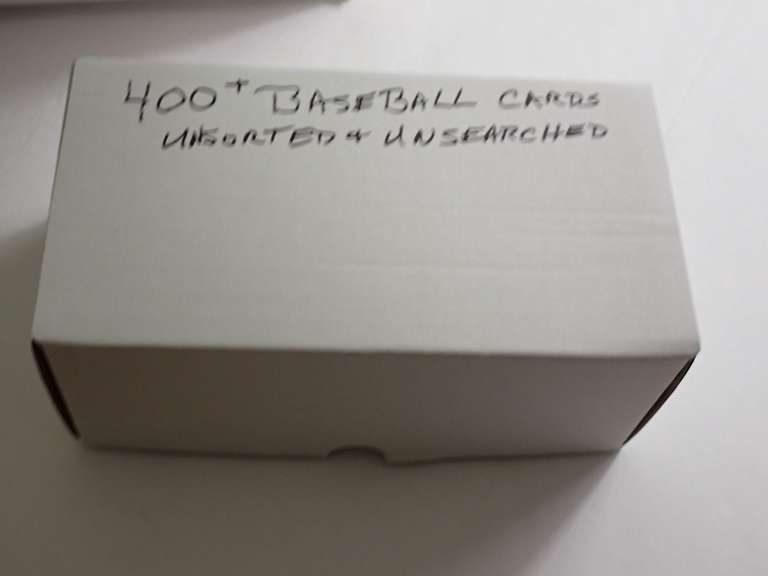 400+ BASEBALL CARDS
UNSORTED & UNSEARCHED